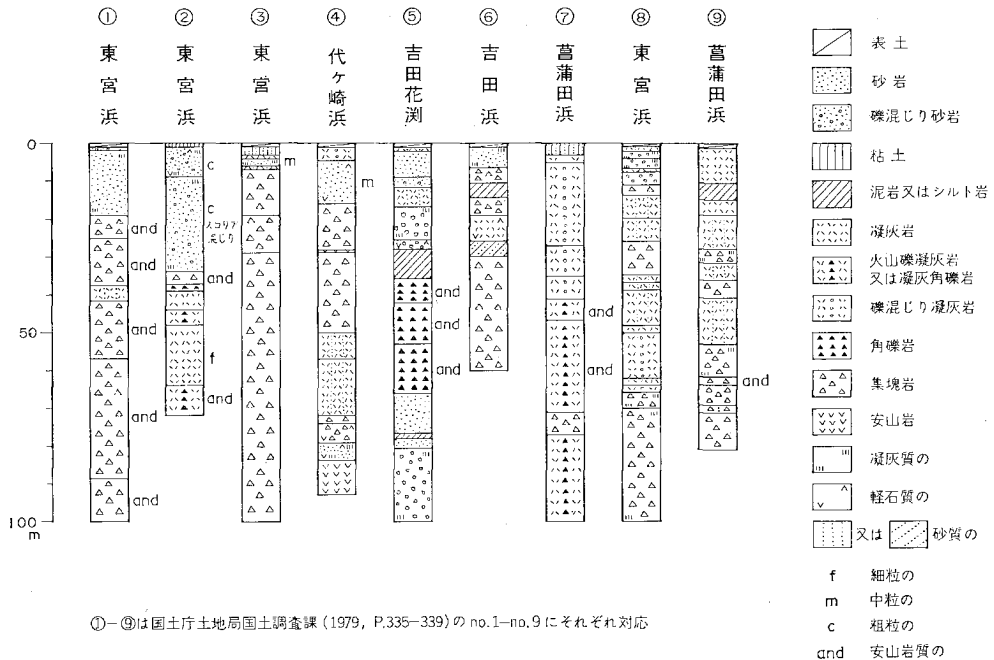 ① ② ③ ④ ⑤ ⑥ ⑦ ⑧ ⑨
東宮浜
東宮浜
東宮浜
代ヶ崎浜
吉田花渕
吉田浜
菖蒲田浜
東宮浜
菖蒲田浜
0
50
100
m
and
and
and
and
and
c
c
スコリア
混じり
and
f
and
m
m
and
and
and
and
and
and
表土
砂岩
礫混じり砂岩
粘土
泥岩又はシルト岩
凝灰岩
火山礫凝灰岩
又は凝灰角礫岩
礫混じり凝灰岩
角礫岩
集塊岩
安山岩
凝灰質の
軽石質の
又は 砂質の
f 細粒の
m 中粒の
c 粗粒の
and 安山岩質の
①−⑨は国土庁土地局国土調査課(1979, P.335−339)のno.1−no.9にそれぞれ対応